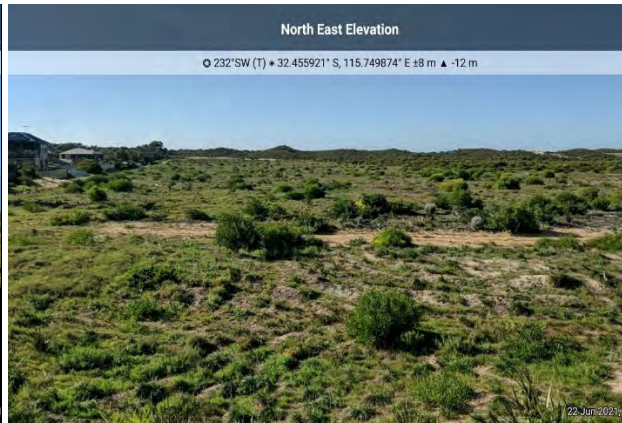 North East Elevation
232°SW (T) ● 32.455921° S, 115.749874° E ±8 m ▲ -12 m
22 Jun 2021,